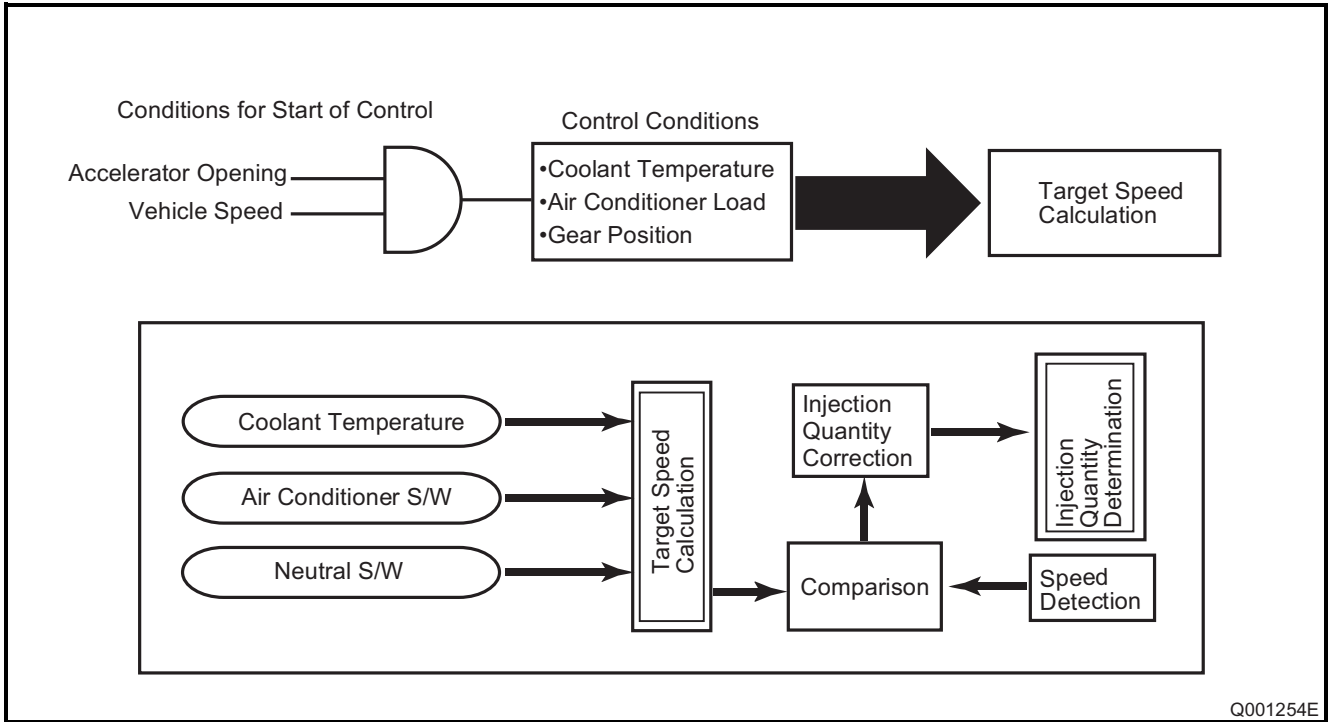 Conditions for Start of Control
Accelerator Opening
Vehicle Speed
Control Conditions
•Coolant Temperature
•Air Conditioner Load
•Gear Position
Target Speed
Calculation
Coolant Temperature
Air Conditioner S/W
Neutral S/W
Target Speed
Calculation
Injection
Quantity
Correction
Comparison
Injection
Quantity
Determination
Speed
Detection
Q001254E